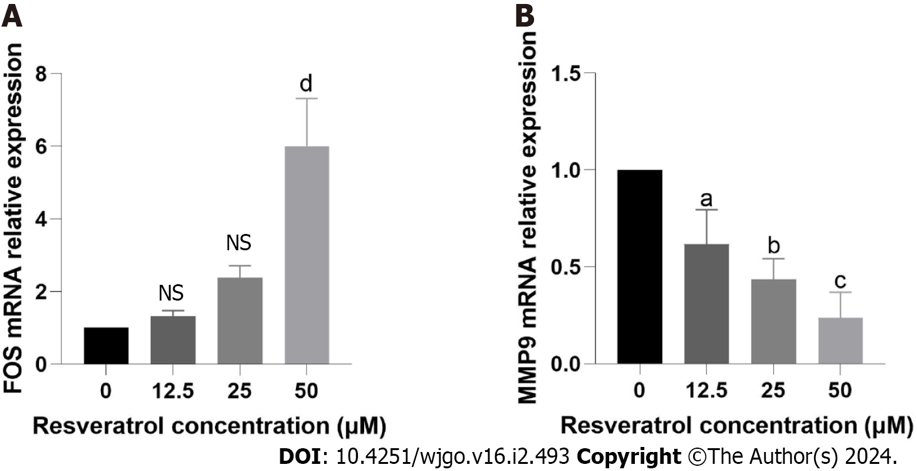 A
FOS mRNA relative expression
8
6
4
2
0
NS
NS
d
0 12.5 25 50
Resveratrol concentration (µM)
B
MMP9 mRNA relative expression
1.5
1.0
0.5
0.0
a
b
c
0 12.5 25 50
Resveratrol concentration (µM)
DOI: 10.4251/wjgo.v16.i2.493 Copyright ©The Author(s) 2024.